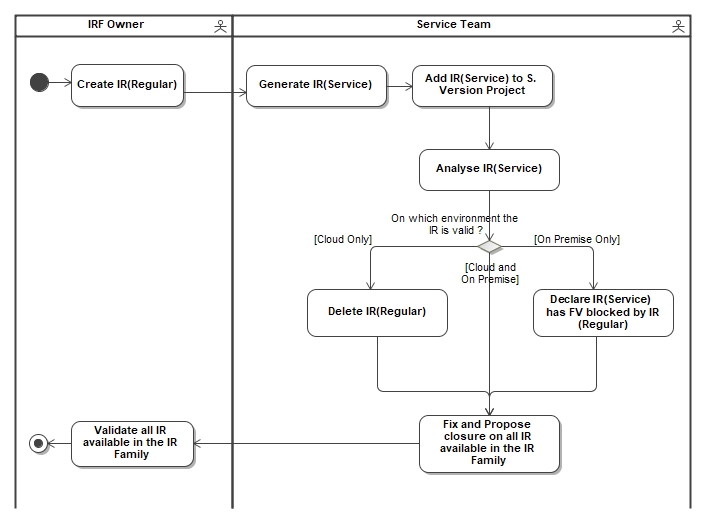 IRF Owner
Service Team
Create IR(Regular)
Generate IR(Service)
Add IR(Service) to S.
Version Project
Analyse IR(Service)
On which environment the
IR is valid ?
[Cloud Only]
[On Premise Only]
[Cloud and
On Premise]
Delete IR(Regular)
Declare IR(Service)
has FV blocked by IR
(Regular)
Validate all IR
available in the IR
Family
Fix and Propose
closure on all IR
available in the IR
Family